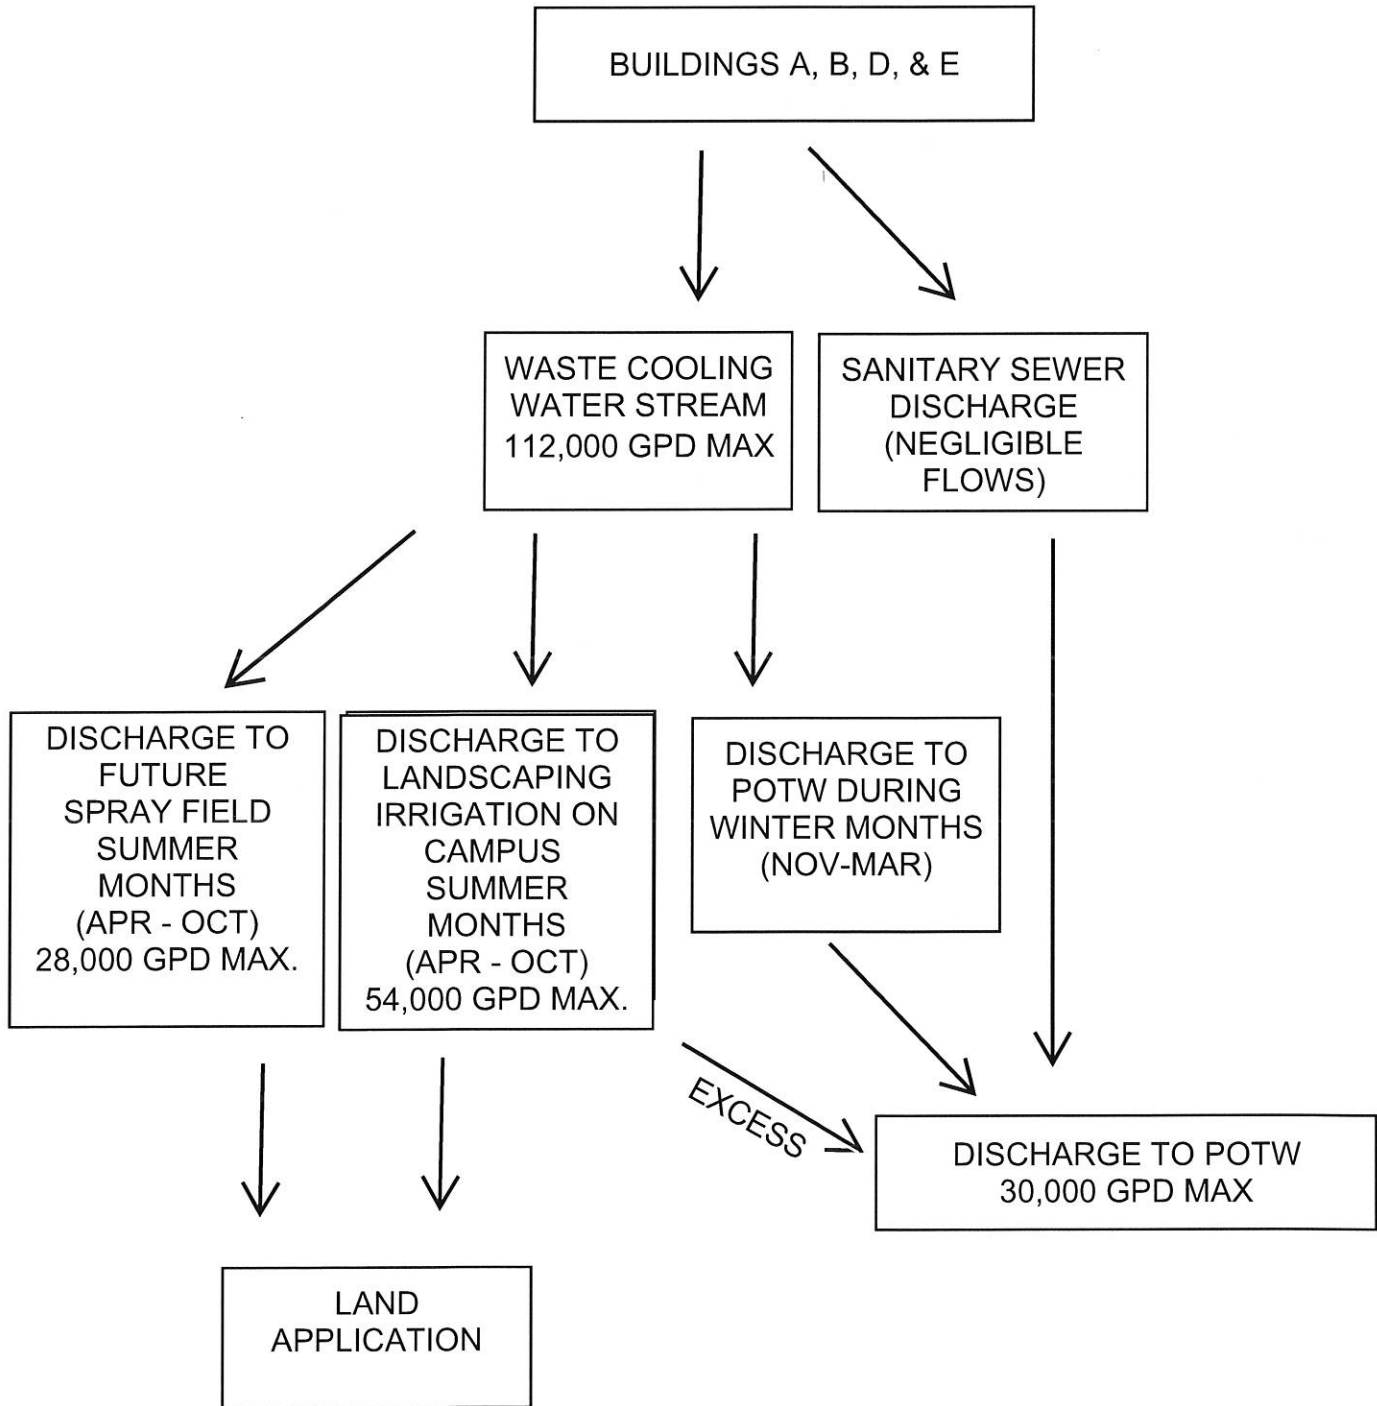 BUILDINGS A, B, D, & E
WASTE COOLING
WATER STREAM
112,000 GPD MAX
SANITARY SEWER
DISCHARGE
(NEGLIGIBLE
FLOWS)
DISCHARGE TO
FUTURE
SPRAY FIELD
SUMMER
MONTHS
(APR - OCT)
28,000 GPD MAX.
DISCHARGE TO
LANDSCAPING
IRRIGATION ON
CAMPUS
SUMMER
MONTHS
(APR - OCT)
54,000 GPD MAX.
DISCHARGE TO
POTW DURING
WINTER MONTHS
(NOV-MAR)
EXCESS
DISCHARGE TO POTW
30,000 GPD MAX
LAND
APPLICATION